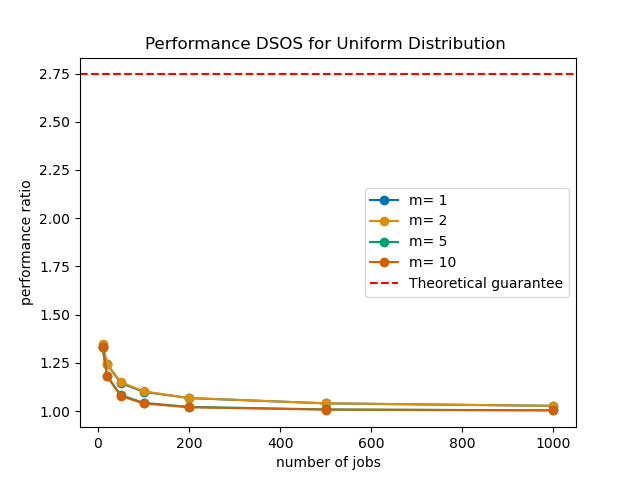 Performance DSOS for Uniform Distribution
performance ratio
2.75
2.50
2.25
2.00
1.75
1.50
1.25
1.00
0
200
400
600
800
1000
number of jobs
m= 1
m= 2
m= 5
m= 10
Theoretical guarantee